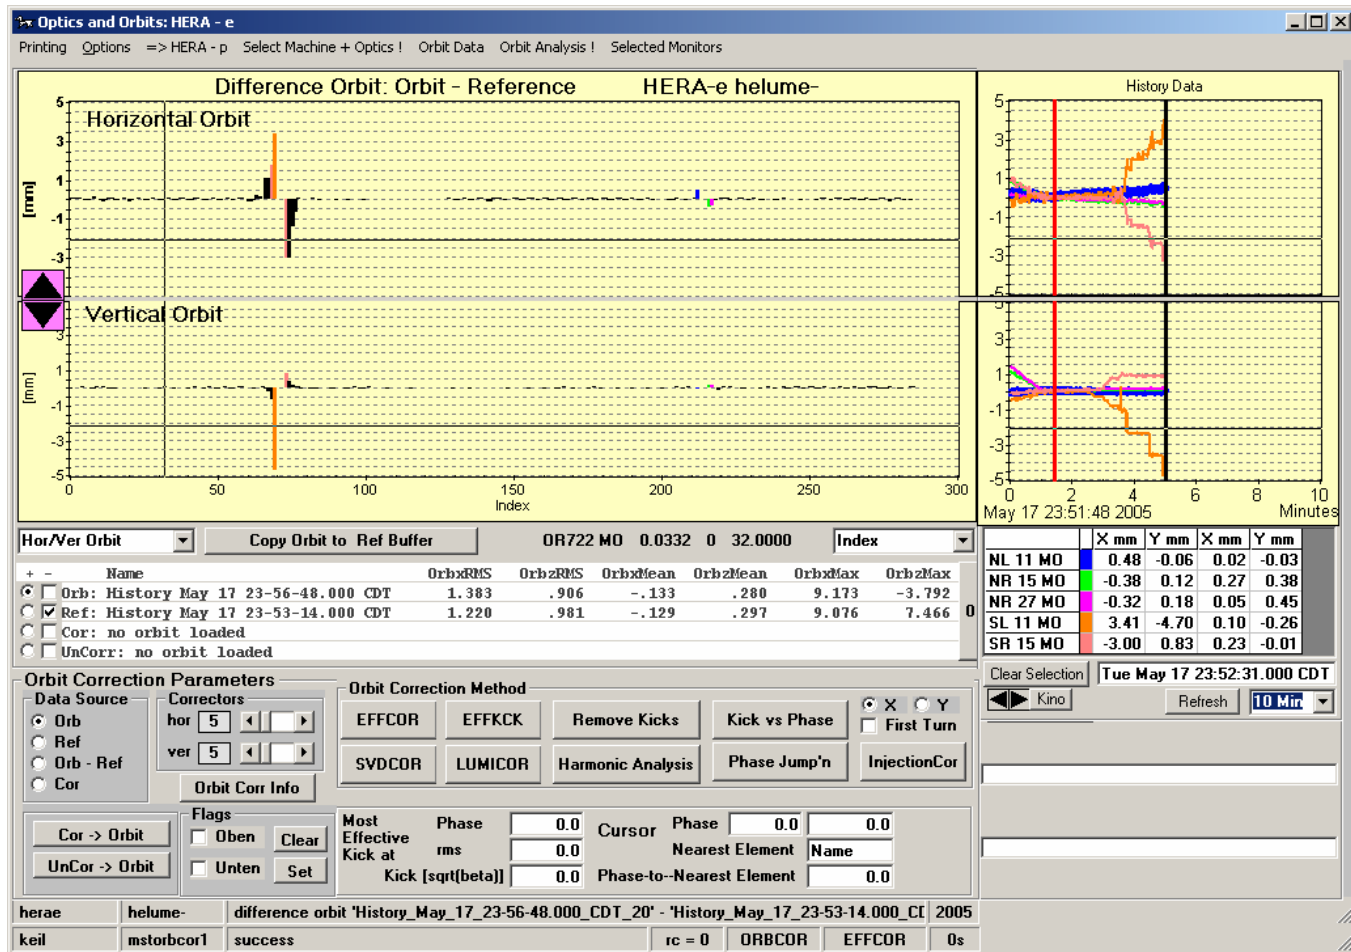 Optics and Orbits: HERA - e
Printing Options => HERA - p Select Machine + Optics ! Orbit Data Orbit Analysis ! Selected Monitors
Difference Orbit: Orbit - Reference HERA-e helume-
History Data
Horizontal Orbit
5
3
1
-1
-3
[mm]
Vertical Orbit
3
1
-1
-3
-5
[mm]
0 50 100 150 200 250 300
Index
5
3
1
-1
-3
-5
3
1
-1
-3
-5
0 2 4 6 8 10
May 17 23:51:48 2005 Minutes
Hor/Ver Orbit Copy Orbit to Ref Buffer OR722 MO 0.0332 0 32.0000 Index
+ - Name OrbxRMS OrbzRMS OrbxMean OrbzMean OrbxMax OrbzMax
Orb: History May 17 23-56-48.000 CDT 1.383 .906 -.133 .280 9.173 -3.792
Ref: History May 17 23-53-14.000 CDT 1.220 .981 -.129 .297 9.076 7.466
Cor: no orbit loaded
UnCorr: no orbit loaded
0
X mm Y mm X mm Y mm
NL 11 MO 0.48 -0.06 0.02 -0.03
NR 15 MO -0.38 0.12 0.27 0.38
NR 27 MO -0.32 0.18 0.05 0.45
SL 11 MO 3.41 -4.70 0.10 -0.26
SR 15 MO -3.00 0.83 0.23 -0.01
Clear Selection Tue May 17 23:52:31.000 CDT
Kino Refresh 10 Min
Orbit Correction Parameters
Data Source
Orb
Ref
Orb - Ref
Cor
Correctors
hor 5
ver 5
Orbit Corr Info
Orbit Correction Method
EFFCOR EFFKCK Remove Kicks Kick vs Phase
X Y
First Turn
SVDCOR LUMICOR Harmonic Analysis Phase Jump'n InjectionCor
Cor -> Orbit
UnCor -> Orbit
Flags
Oben Clear
Unten Set
Most Effective Kick at
Phase 0.0
rms 0.0
Kick [sqrt(beta)] 0.0
Cursor Phase 0.0 0.0
Nearest Element Name
Phase-to--Nearest Element 0.0
herae helume- difference orbit 'History_May_17_23-56-48.000_CDT_20' - 'History_May_17_23-53-14.000_CD 2005
keil mstorbcor1 success rc = 0 ORBCOR EFFCOR 0s